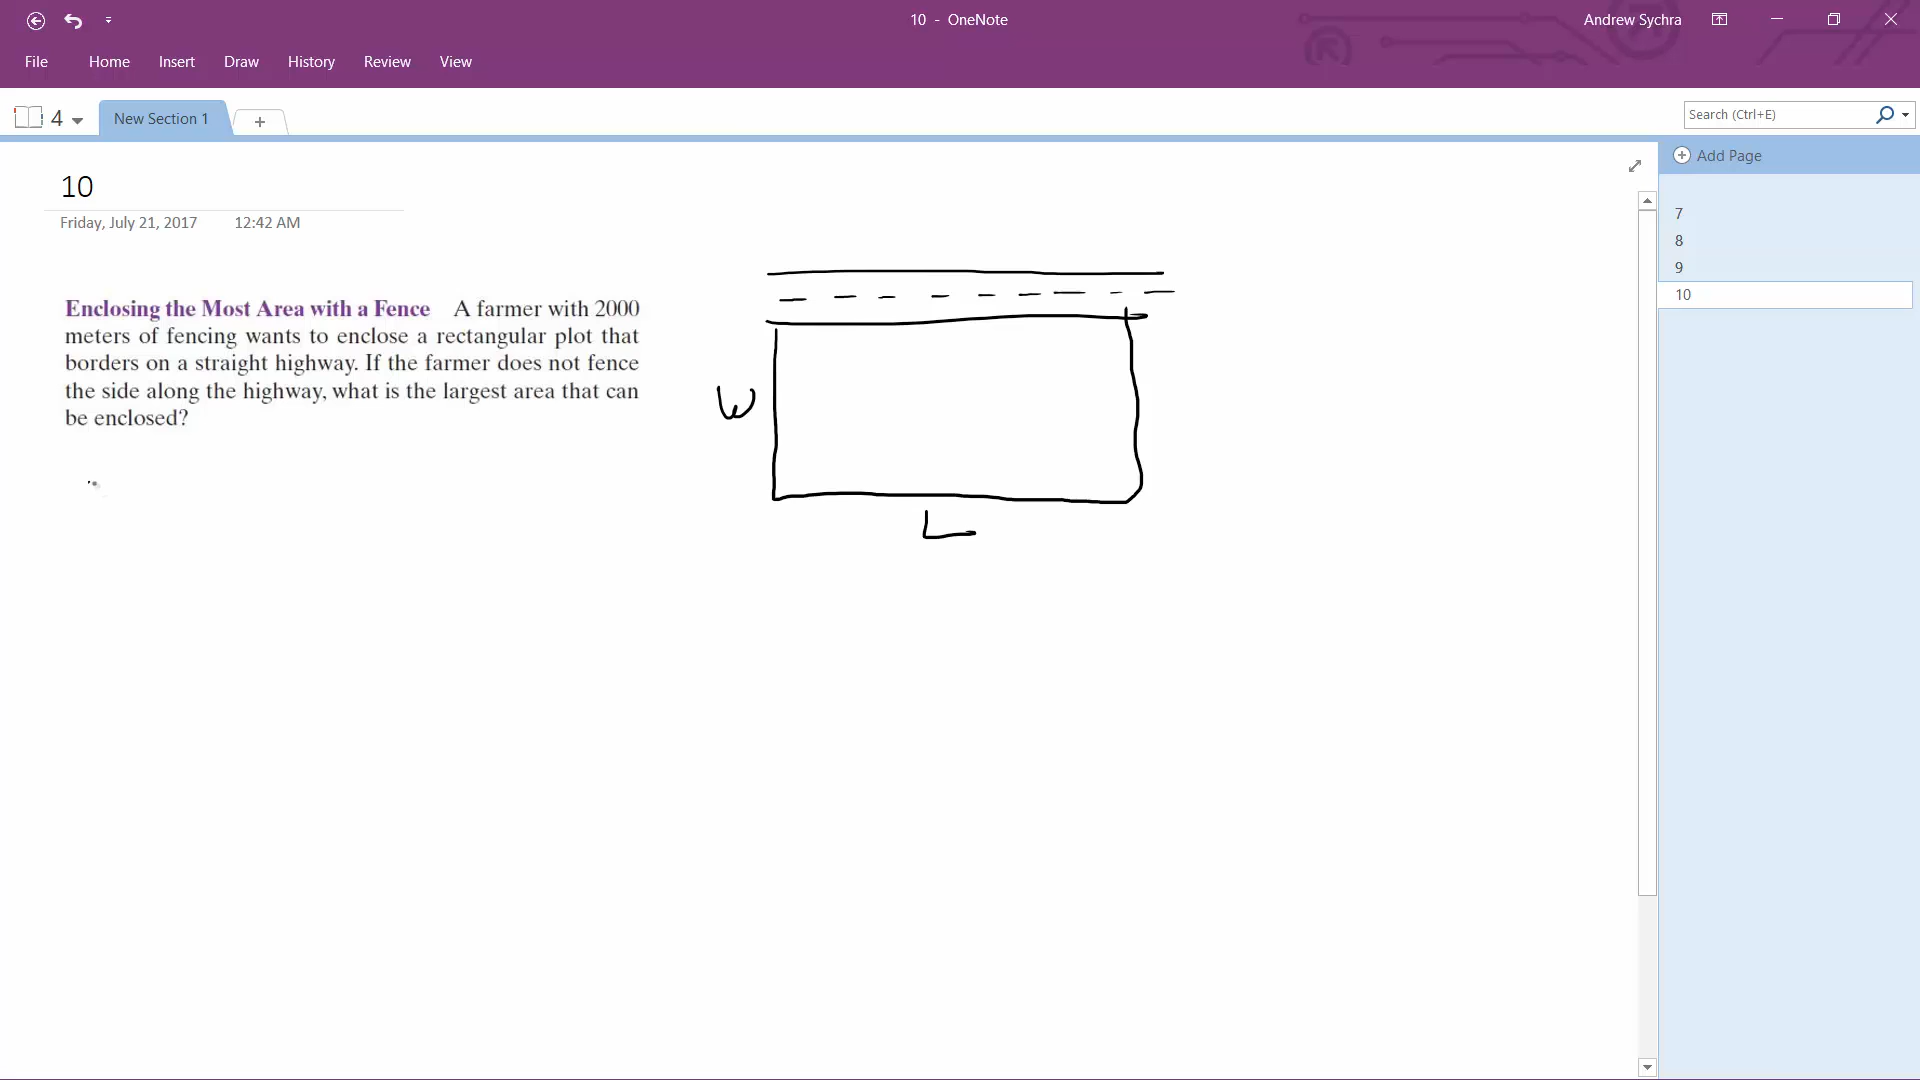 10 - OneNote
Andrew Sychra
File Home Insert Draw History Review View
4
New Section 1
+
Search (Ctrl+E)
Add Page
10
Friday, July 21, 2017 12:42 AM
7
8
9
10
Enclosing the Most Area with a Fence A farmer with 2000
meters of fencing wants to enclose a rectangular plot that
borders on a straight highway. If the farmer does not fence
the side along the highway, what is the largest area that can
be enclosed?
W
L